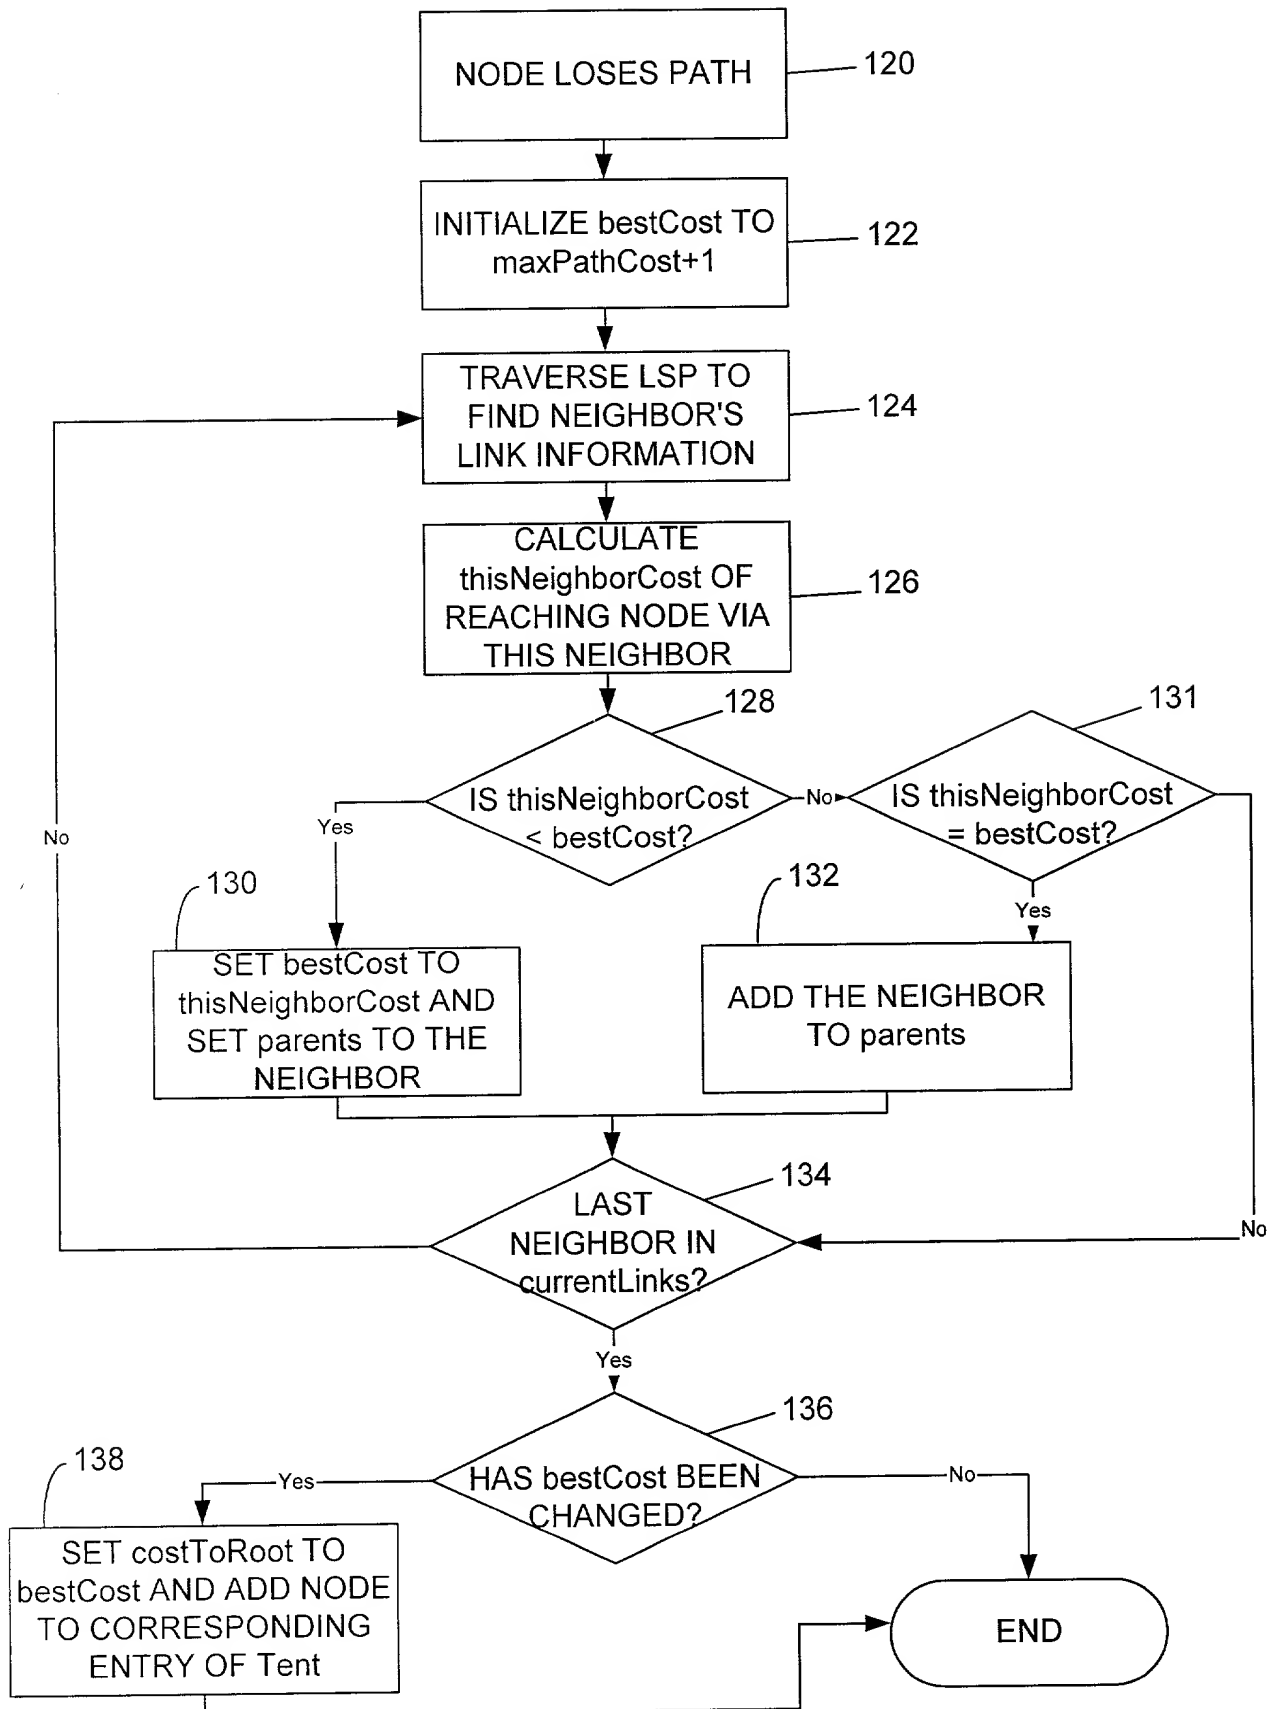 NODE LOSES PATH
120
INITIALIZE bestCost TO
maxPathCost+1
122
TRAVERSE LSP TO
FIND NEIGHBOR'S
LINK INFORMATION
124
CALCULATE
thisNeighborCost OF
REACHING NODE VIA
THIS NEIGHBOR
126
128
131
IS thisNeighborCost
< bestCost?
No
IS thisNeighborCost
= bestCost?
Yes
No
130
132
Yes
SET bestCost TO
thisNeighborCost AND
SET parents TO THE
NEIGHBOR
ADD THE NEIGHBOR
TO parents
134
LAST
NEIGHBOR IN
currentLinks?
No
Yes
136
138
HAS bestCost BEEN
CHANGED?
Yes
No
SET costToRoot TO
bestCost AND ADD NODE
TO CORRESPONDING
ENTRY OF Tent
END